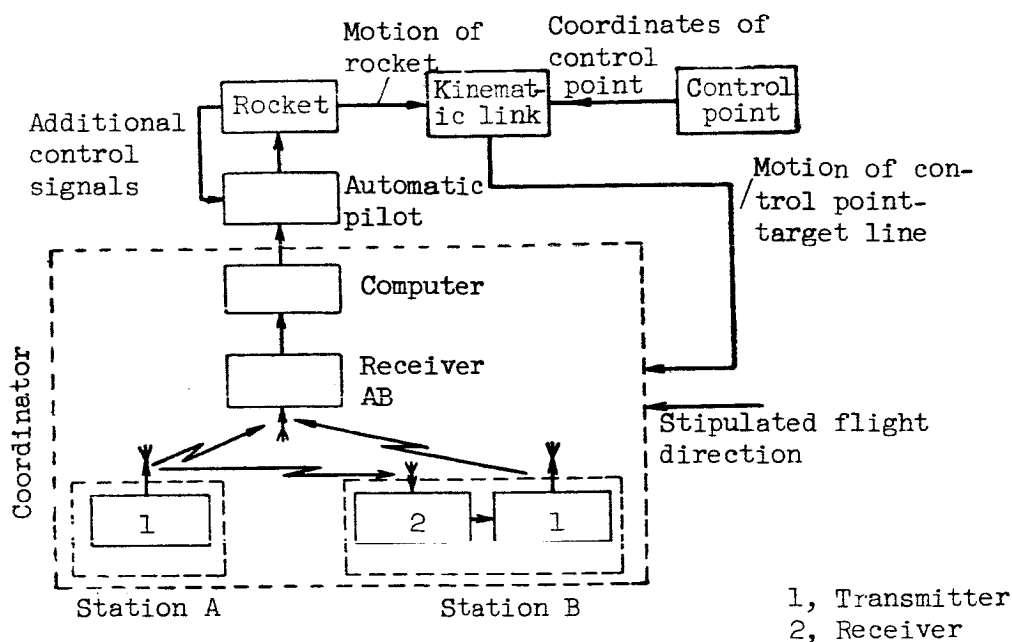 Motion of
rocket
Coordinates of
control
point
Rocket
Kinemat-
ic link
Control
point
Additional
control
signals
Automatic
pilot
Motion of con-
trol point-
target line
Computer
Receiver
AB
Coordinator
Stipulated flight
direction
1
2
1
Station A
Station B
1, Transmitter
2, Receiver